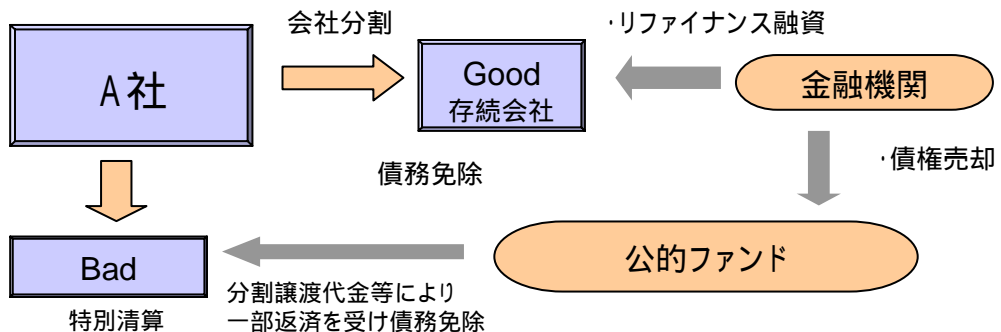 会社分割
・リファイナンス融資
A社
Good
存続会社
金融機関
債務免除
・債権売却
Bad
公的ファンド
分割譲渡代金等により
一部返済を受け債務免除
特別清算